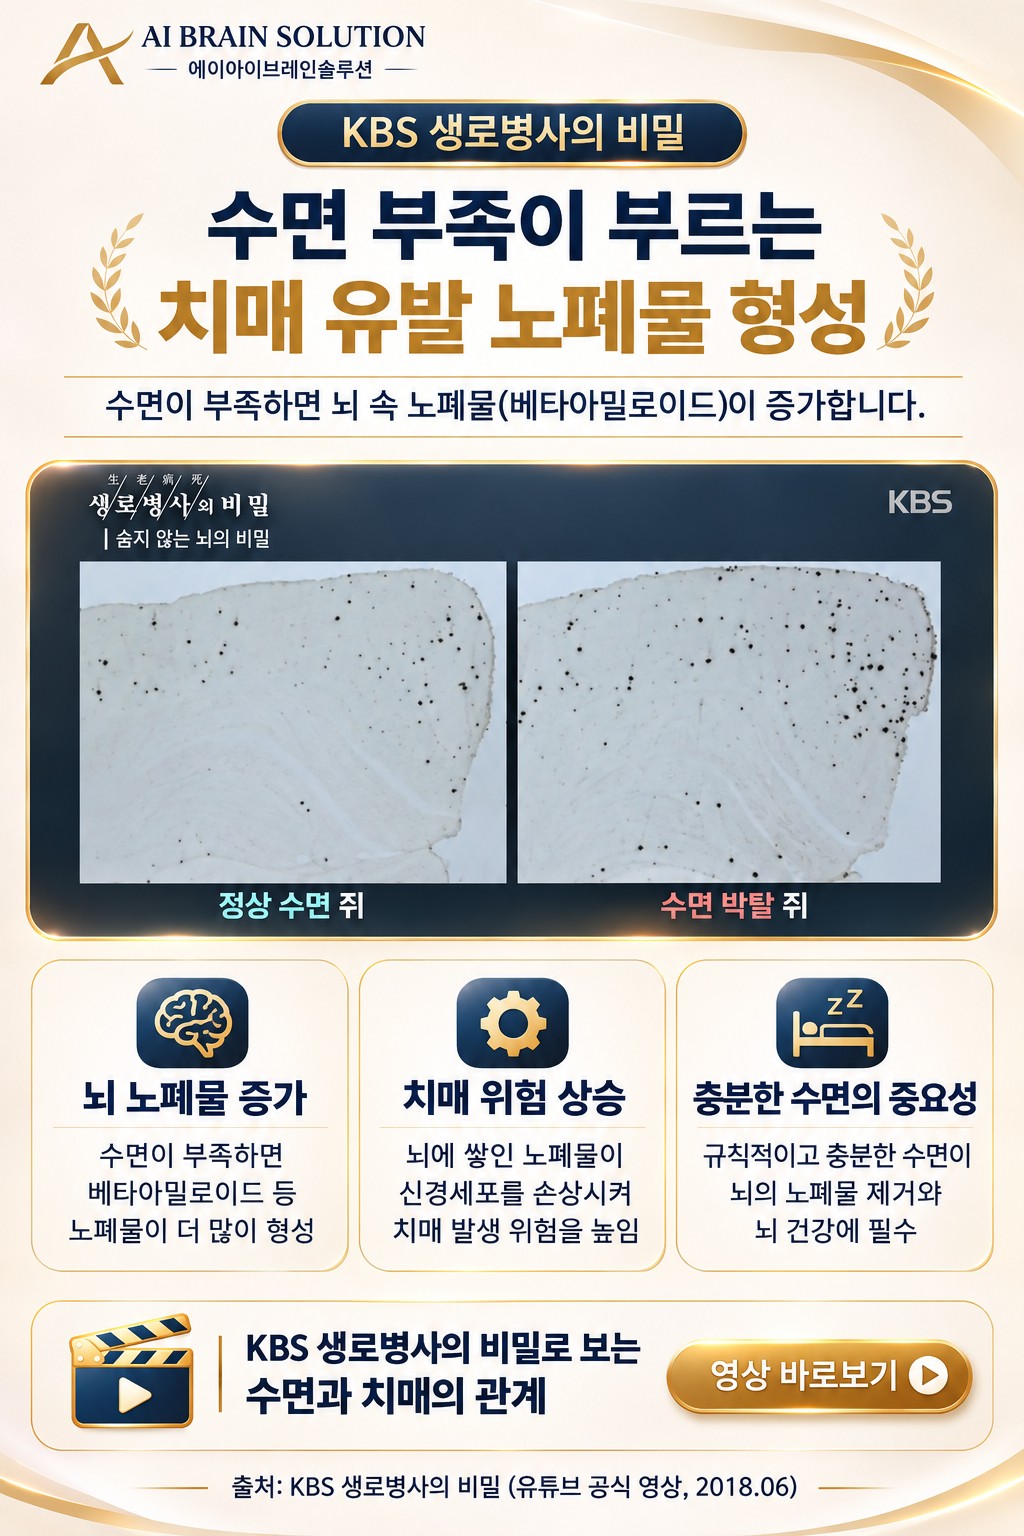 AI BRAIN SOLUTION
에이아이브레인솔루션
KBS 생로병사의 비밀
수면 부족이 부르는
치매 유발 노폐물 형성
수면이 부족하면 뇌 속 노폐물(베타아밀로이드)이 증가합니다.
生 老 病 死
생로병사의 비밀
숨지 않는 뇌의 비밀
KBS
정상 수면 쥐
수면 박탈 쥐
뇌 노폐물 증가
수면이 부족하면
베타아밀로이드 등
노폐물이 더 많이 형성
치매 위험 상승
뇌에 쌓인 노폐물이
신경세포를 손상시켜
치매 발생 위험을 높임
zZ
충분한 수면의 중요성
규칙적이고 충분한 수면이
뇌의 노폐물 제거와
뇌 건강에 필수
KBS 생로병사의 비밀로 보는
수면과 치매의 관계
영상 바로보기
출처: KBS 생로병사의 비밀 (유튜브 공식 영상, 2018.06)